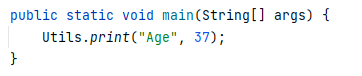 public static void main(String[] args) {
    Utils.print("Age", 37);
}